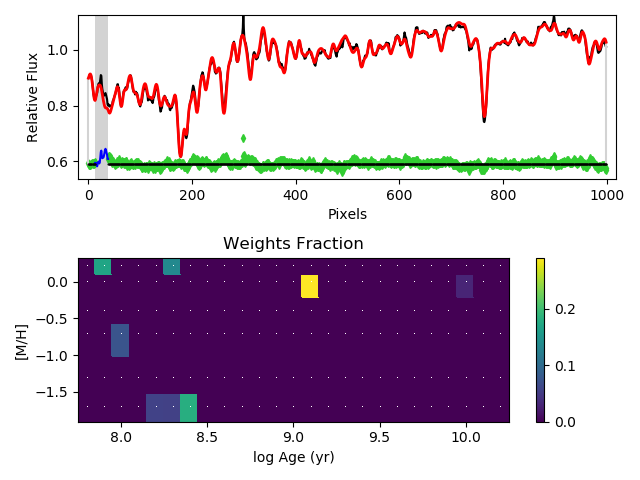 1.0
0.8
0.6
Relative Flux
0 200 400 600 800 1000
Pixels
Weights Fraction
0.0
−0.5
−1.0
−1.5
[M/H]
8.0 8.5 9.0 9.5 10.0
log Age (yr)
0.2
0.1
0.0